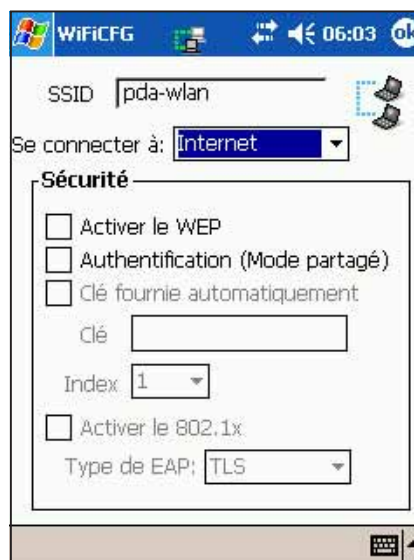 WiFiCFG 06:03 ok
SSID pda-wlan
Se connecter à: Internet
Sécurité
Activer le WEP
Authentification (Mode partagé)
Clé fournie automatiquement
Clé
Index 1
Activer le 802.1x
Type de EAP: TLS